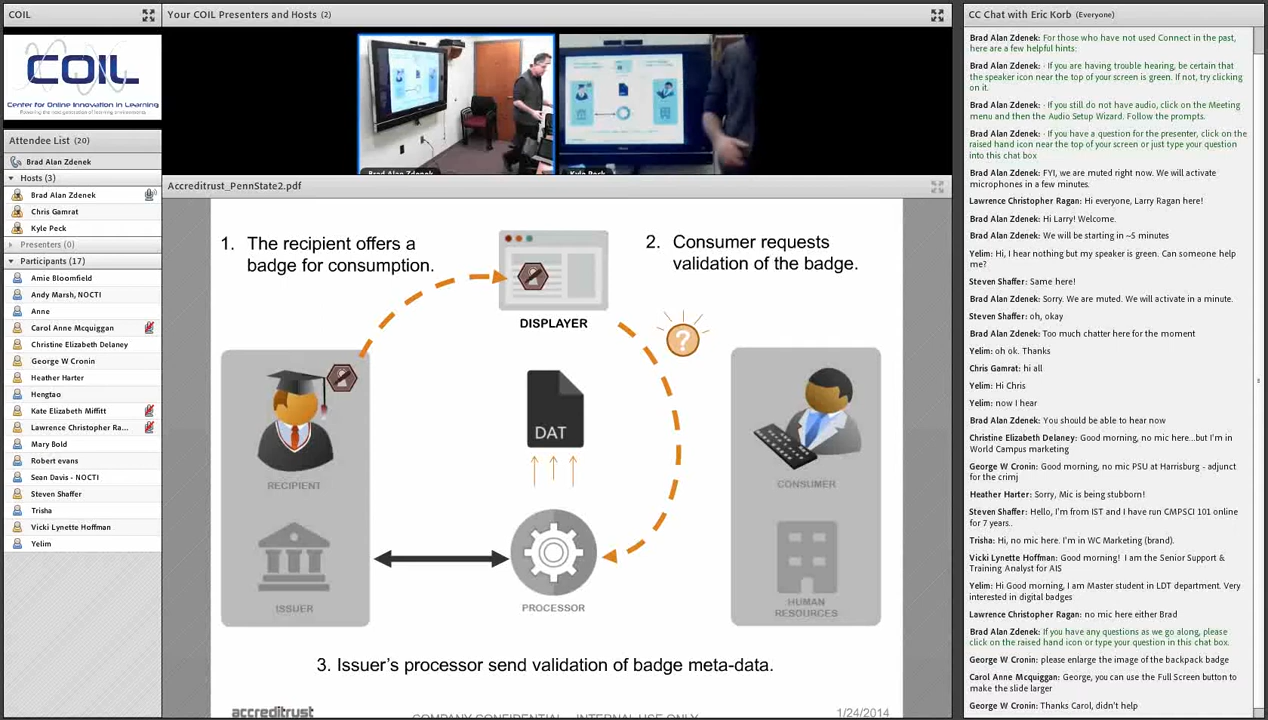 COIL
COIL
Center for Online Innovation in Learning
Attendee List (20)
Brad Alan Zdenek
Hosts (3)
Brad Alan Zdenek
Chris Gamrat
Kyle Peck
Presenters (0)
Participants (17)
Amie Bloomfield
Andy Marsh, NOCTI
Anne
Carol Anne Mcquiggan
Christine Elizabeth Delaney
George W Cronin
Heather Harter
Hengtao
Kate Elizabeth Miffitt
Lawrence Christopher Ra...
Mary Bold
Robert evans
Sean Davis - NOCTI
Steven Shaffer
Trisha
Vicki Lynette Hoffman
Yelim
Your COIL Presenters and Hosts (2)
Brad Alan Zdenek
Kyle Peck
Accreditrust_PennState2.pdf
1. The recipient offers a
badge for consumption.
2. Consumer requests
validation of the badge.
DISPLAYER
?
DAT
RECIPIENT
CONSUMER
ISSUER
PROCESSOR
HUMAN
RESOURCES
3. Issuer's processor send validation of badge meta-data.
accreditrust
COMPANY CONFIDENTIAL - INTERNAL USE ONLY
1/24/2014
CC Chat with Eric Korb (Everyone)
Brad Alan Zdenek: For those who have not used Connect in the past,
here are a few helpful hints:
Brad Alan Zdenek: · If you are having trouble hearing, be certain that
the speaker icon near the top of your screen is green. If not, try clicking
on it.
Brad Alan Zdenek: · If you still do not have audio, click on the Meeting
menu and then the Audio Setup Wizard. Follow the prompts.
Brad Alan Zdenek: · If you have a question for the presenter, click on the
raised hand icon near the top of your screen or just type your question
into this chat box
Brad Alan Zdenek: FYI, we are muted right now. We will activate
microphones in a few minutes.
Lawrence Christopher Ragan: Hi everyone, Larry Ragan here!
Brad Alan Zdenek: Hi Larry! Welcome.
Brad Alan Zdenek: We will be starting in ~5 minutes
Yelim: Hi, I hear nothing but my speaker is green. Can someone help
me?
Steven Shaffer: Same here!
Brad Alan Zdenek: Sorry. We are muted. We will activate in a minute.
Steven Shaffer: oh, okay
Brad Alan Zdenek: Too much chatter here for the moment
Yelim: oh ok. Thanks
Chris Gamrat: hi all
Yelim: Hi Chris
Yelim: now I hear
Brad Alan Zdenek: You should be able to hear now
Christine Elizabeth Delaney: Good morning, no mic here...but I'm in
World Campus marketing
George W Cronin: Good morning, no mic PSU at Harrisburg - adjunct
for the crimj
Heather Harter: Sorry, Mic is being stubborn!
Steven Shaffer: Hello, I'm from IST and I have run CMPSCI 101 online
for 7 years..
Trisha: Hi, no mic here. I'm in WC Marketing (brand).
Vicki Lynette Hoffman: Good morning! I am the Senior Support &
Training Analyst for AIS
Yelim: Hi Good morning, I am Master student in LDT department. Very
interested in digital badges
Lawrence Christopher Ragan: no mic here either Brad
Brad Alan Zdenek: If you have any questions as we go along, please
click on the raised hand icon or type your question in this chat box.
George W Cronin: please enlarge the image of the backpack badge
Carol Anne Mcquiggan: George, you can use the Full Screen button to
make the slide larger
George W Cronin: Thanks Carol, didn't help